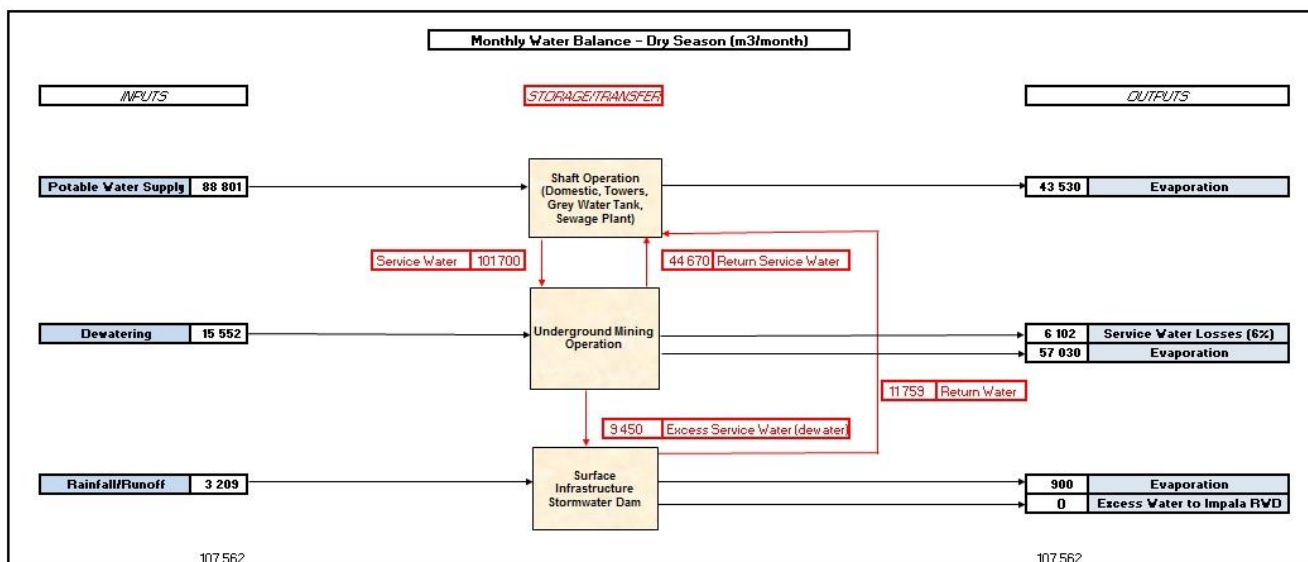 Monthly Water Balance - Dry Season (m3/month)
INPUTS
STORAGE/TRANSFER
OUTPUTS
Potable Water Supply 88 801
Shaft Operation
(Domestic, Towers,
Grey Water Tank,
Sewage Plant)
43 530 Evaporation
Service Water 101 700
44 670 Return Service Water
Dewatering 15 552
Underground Mining
Operation
6 102 Service Water Losses (6%)
57 030 Evaporation
11 759 Return Water
9 450 Excess Service Water (dewater)
Rainfall/Runoff 3 209
Surface
Infrastructure
Stormwater Dam
900 Evaporation
0 Excess Water to Impala RWD
107 562
107 562